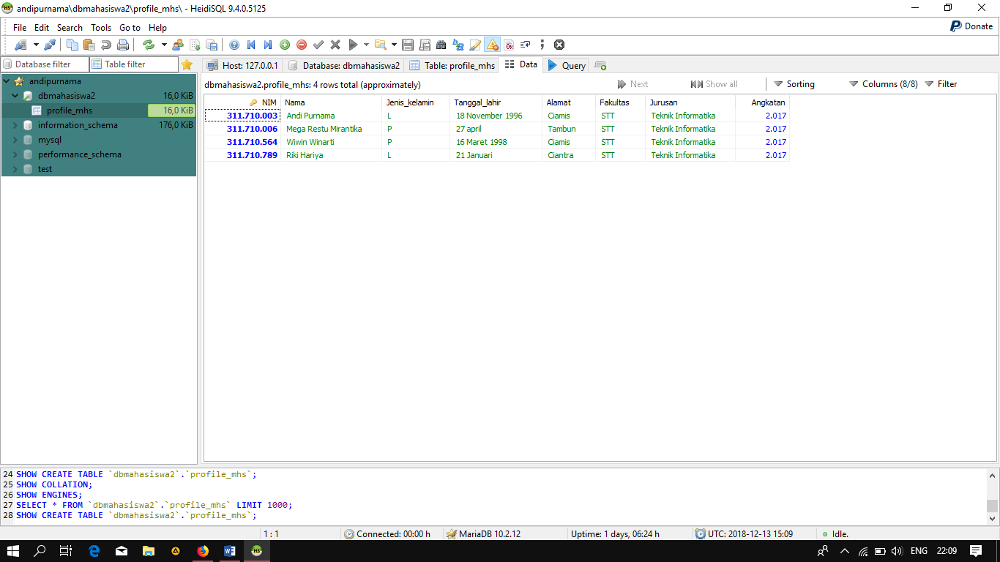 andipurnama\dbmahasiswa2\profile_mhs\ - HeidiSQL 9.4.0.5125
File Edit Search Tools Go to Help
Donate
Database filter Table filter
Host: 127.0.0.1 Database: dbmahasiswa2 Table: profile_mhs Data Query
andipurnama
dbmahasiswa2 16,0 KiB
profile_mhs 16,0 KiB
information_schema 176,0 KiB
mysql
performance_schema
test
dbmahasiswa2.profile_mhs: 4 rows total (approximately) Next Show all Sorting Columns (8/8) Filter
NIM Nama Jenis_kelamin Tanggal_lahir Alamat Fakultas Jurusan Angkatan
311.710.003 Andi Purnama L 18 November 1996 Ciamis STT Teknik Informatika 2.017
311.710.006 Mega Restu Mirantika P 27 april Tambun STT Teknik Informatika 2.017
311.710.564 Wiwin Winarti P 16 Maret 1998 Ciamis STT Teknik Informatika 2.017
311.710.789 Riki Hariya L 21 Januari Ciantra STT Teknik Informatika 2.017
24 SHOW CREATE TABLE `dbmahasiswa2`.`profile_mhs`;
25 SHOW COLLATION;
26 SHOW ENGINES;
27 SELECT * FROM `dbmahasiswa2`.`profile_mhs` LIMIT 1000;
28 SHOW CREATE TABLE `dbmahasiswa2`.`profile_mhs`;
1 : 1 Connected: 00:00 h MariaDB 10.2.12 Uptime: 1 days, 06:24 h UTC: 2018-12-13 15:09 Idle.
ENG 22:09